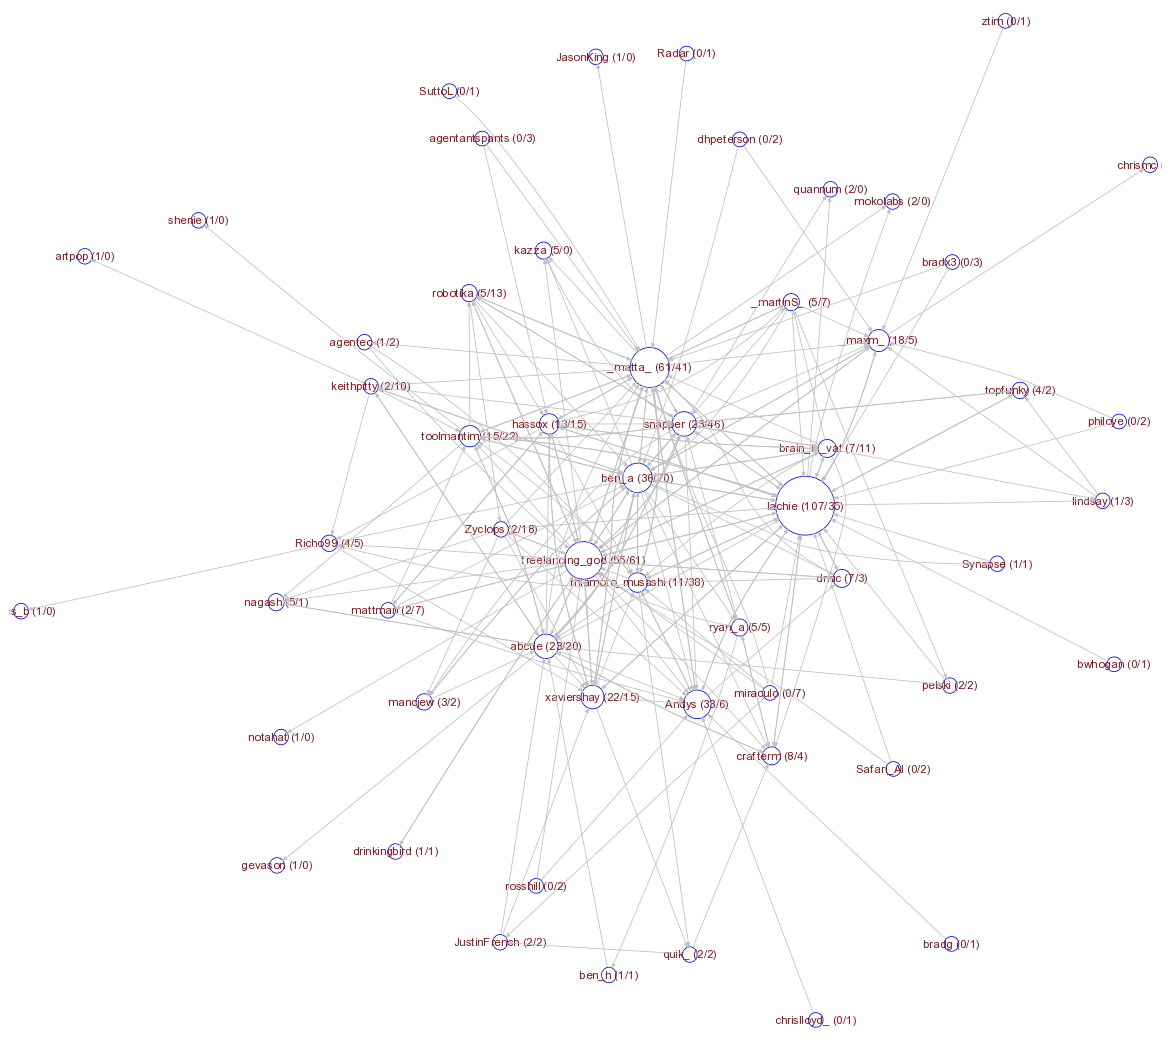 ztim (0/1)
JasonKing (1/0)
Radar (0/1)
SuttoL (0/1)
agentantspants (0/3)
dhpeterson (0/2)
chrismc
quannum (2/0)
mokolabs (2/0)
shenie (1/0)
kazza (5/0)
artpop (1/0)
bradx3 (0/3)
robotika (5/13)
_martinS_ (5/7)
agentec (1/2)
maxm_ (18/5)
_matta_ (61/41)
keithpitty (2/10)
topfunky (4/2)
hassox (13/15)
snapper (23/46)
philoye (0/2)
toolmantim (15/22)
brain_in_vat (7/11)
ben_a (36/70)
lachie (107/36)
lindsay (1/3)
Zyclops (2/18)
Richo99 (4/5)
freelancing_god (55/61)
Synapse (1/1)
miamoto_musashi (11/38)
drnic (7/3)
nagash (5/1)
mattman (2/7)
s_b (1/0)
ryan_a (5/5)
abcde (23/20)
bwhogan (0/1)
pelski (2/2)
xaviershay (22/15)
miraculo (0/7)
mandew (3/2)
Andys (33/6)
notahat (1/0)
crafterm (8/4)
Safari_Al (0/2)
drinkingbird (1/1)
gevason (1/0)
rosshill (0/2)
JustinFrench (2/2)
bradg (0/1)
quik_ (2/2)
ben_h (1/1)
chrislloyd_ (0/1)